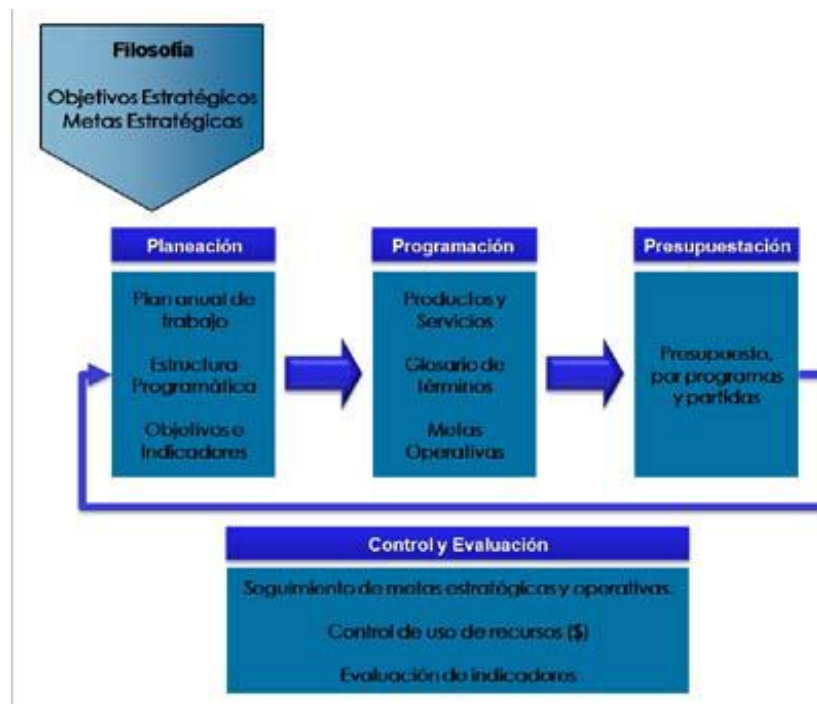 Filosofía
Objetivos Estratégicos
Metas Estratégicas
Planeación
Plan anual de
trabajo
Estructura
Programática
Objetivos e
Indicadores
Programación
Productos y
Servicios
Glosario de
términos
Metas
Operativas
Presupuestación
Presupuesto,
por programas
y partidas
Control y Evaluación
Seguimiento de metas estratégicas y operativas.
Control de uso de recursos ($)
Evaluación de indicadores